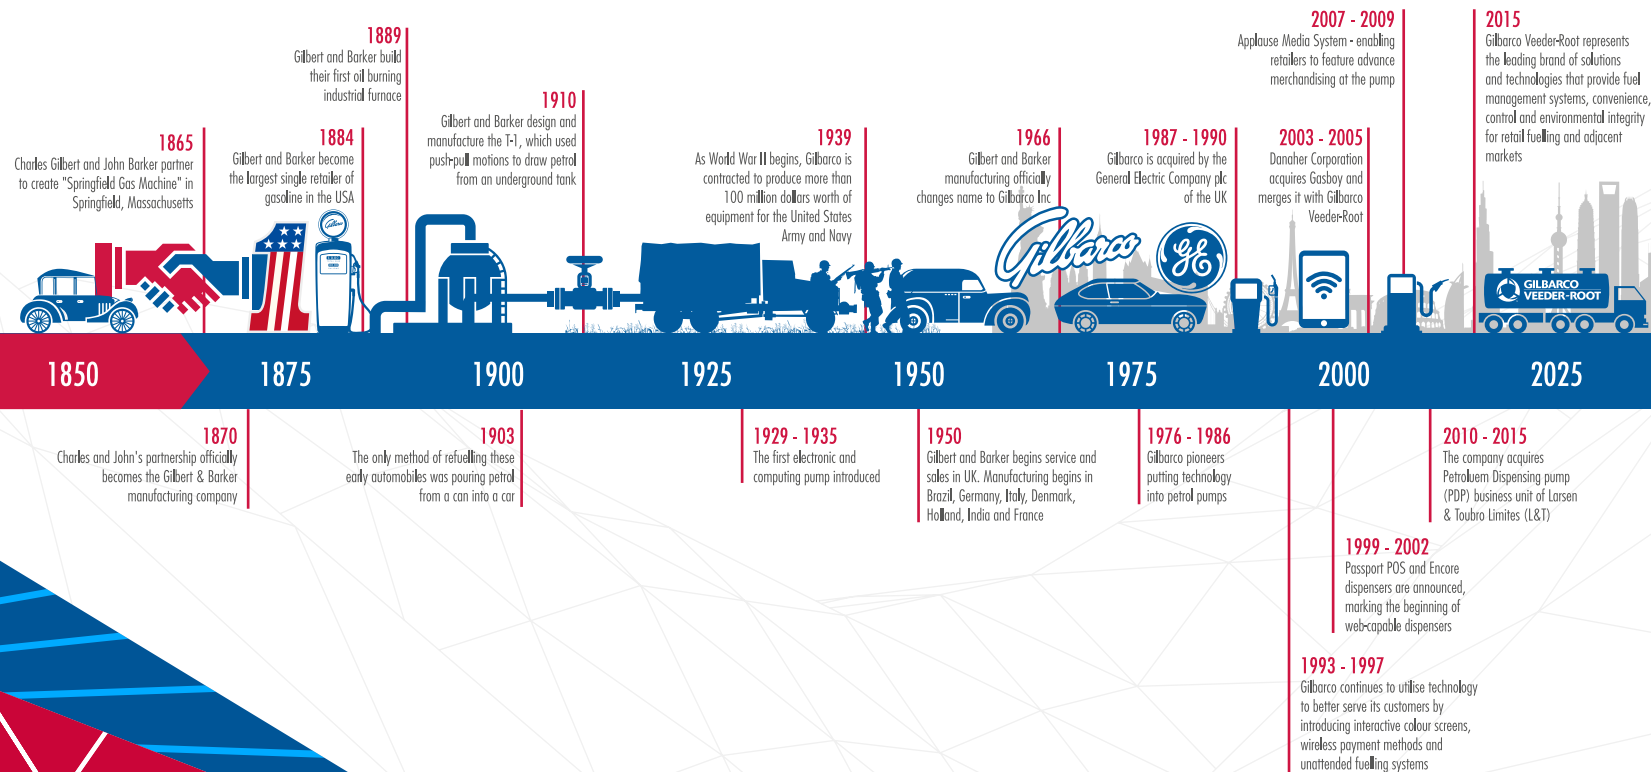 1865
Charles Gilbert and John Barker partner
to create "Springfield Gas Machine" in
Springfield, Massachusetts
1884
Gilbert and Barker become
the largest single retailer of
gasoline in the USA
1889
Gilbert and Barker build
their first oil burning
industrial furnace
1910
Gilbert and Barker design and
manufacture the T-1, which used
push-pull motions to draw petrol
from an underground tank
1939
As World War II begins, Gilbarco is
contracted to produce more than
100 million dollars worth of
equipment for the United States
Army and Navy
1966
Gilbert and Barker
manufacturing officially
changes name to Gilbarco Inc
1987 - 1990
Gilbarco is acquired by the
General Electric Company plc
of the UK
2003 - 2005
Danaher Corporation
acquires Gasboy and
merges it with Gilbarco
Veeder-Root
2007 - 2009
Applause Media System - enabling
retailers to feature advance
merchandising at the pump
2015
Gilbarco Veeder-Root represents
the leading brand of solutions
and technologies that provide fuel
management systems, convenience,
control and environmental integrity
for retail fuelling and adjacent
markets
1
Gilbarco
Gilbarco
GE
GILBARCO
VEEDER-ROOT
1850
1875
1900
1925
1950
1975
2000
2025
1870
Charles and John's partnership officially
becomes the Gilbert & Barker
manufacturing company
1903
The only method of refuelling these
early automobiles was pouring petrol
from a can into a car
1929 - 1935
The first electronic and
computing pump introduced
1950
Gilbert and Barker begins service and
sales in UK. Manufacturing begins in
Brazil, Germany, Italy, Denmark,
Holland, India and France
1976 - 1986
Gilbarco pioneers
putting technology
into petrol pumps
2010 - 2015
The company acquires
Petroluem Dispensing pump
(PDP) business unit of Larsen
& Toubro Limites (L&T)
1999 - 2002
Passport POS and Encore
dispensers are announced,
marking the beginning of
web-capable dispensers
1993 - 1997
Gilbarco continues to utilise technology
to better serve its customers by
introducing interactive colour screens,
wireless payment methods and
unattended fuelling systems